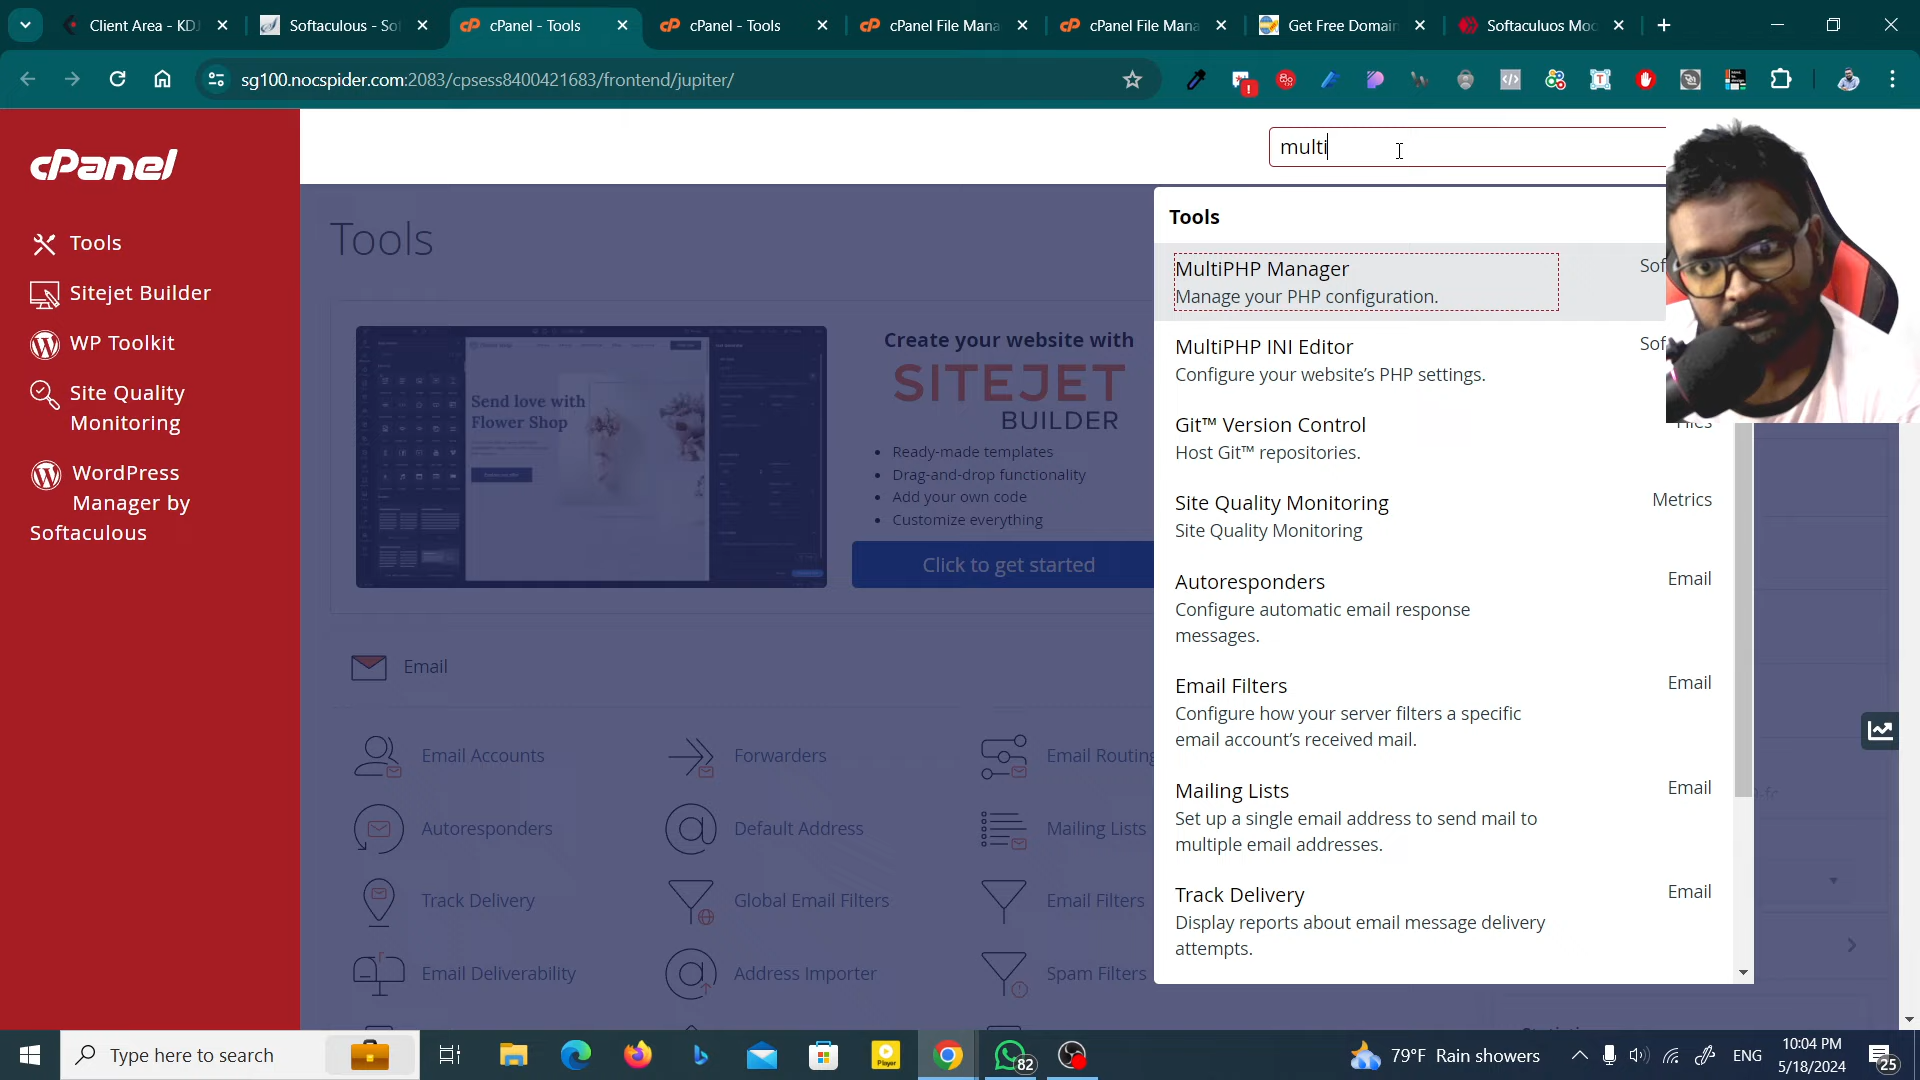 Client Area - KD
Softaculous - So
cPanel - Tools
cPanel - Tools
cPanel File Mana
cPanel File Mana
Get Free Domain
Softaculuos Moc
sg100.nocspider.com:2083/cpsess8400421683/frontend/jupiter/
cPanel
multi
Tools
Sitejet Builder
WP Toolkit
Site Quality
Monitoring
WordPress
Manager by
Softaculous
Tools
Send love with
Flower Shop
Create your website with
SITEJET
BUILDER
Ready-made templates
Drag-and-drop functionality
Add your own code
Customize everything
Click to get started
Email
Email Accounts
Forwarders
Email Routing
Autoresponders
Default Address
Mailing Lists
Track Delivery
Global Email Filters
Email Filters
Email Deliverability
Address Importer
Spam Filters
Tools
MultiPHP Manager
Sof
Manage your PHP configuration.
MultiPHP INI Editor
Sof
Configure your website’s PHP settings.
Git™ Version Control
Files
Host Git™ repositories.
Site Quality Monitoring
Metrics
Site Quality Monitoring
Autoresponders
Email
Configure automatic email response
messages.
Email Filters
Email
Configure how your server filters a specific
email account’s received mail.
Mailing Lists
Email
Set up a single email address to send mail to
multiple email addresses.
Track Delivery
Email
Display reports about email message delivery
attempts.
Type here to search
Player
82
79°F Rain showers
ENG
10:04 PM
5/18/2024
25